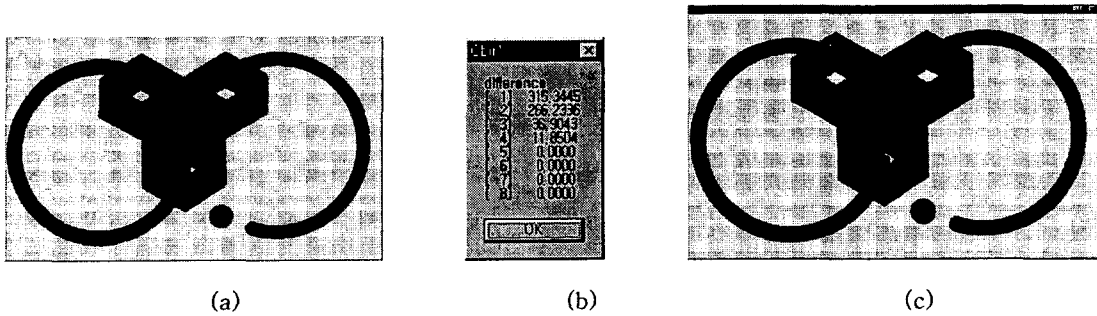 difference
[ 1] 315.3445
[ 2] 266.2336
[ 3] 36.9043
[ 4] 11.8504
[ 5] 0.0000
[ 6] 0.0000
[ 7] 0.0000
[ 8] 0.0000
OK
(a)
(b)
(c)